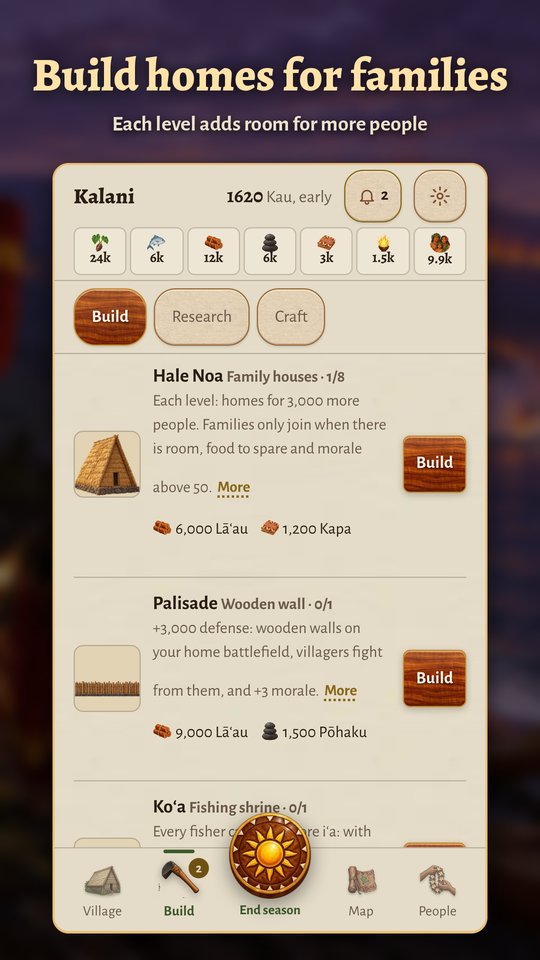 Build homes for families
Each level adds room for more people
Kalani
1620 Kau, early
2
24k
6k
12k
6k
3k
1.5k
9.9k
Build
Research
Craft
Hale Noa Family houses · 1/8
Each level: homes for 3,000 more
people. Families only join when there
is room, food to spare and morale
above 50. More
Build
6,000 Lāʻau
1,200 Kapa
Palisade Wooden wall · 0/1
+3,000 defense: wooden walls on
your home battlefield, villagers fight
from them, and +3 morale. More
Build
9,000 Lāʻau
1,500 Pōhaku
Koʻa Fishing shrine · 0/1
Every fisher
iʻa: with
2
Village
Build
End season
Map
People